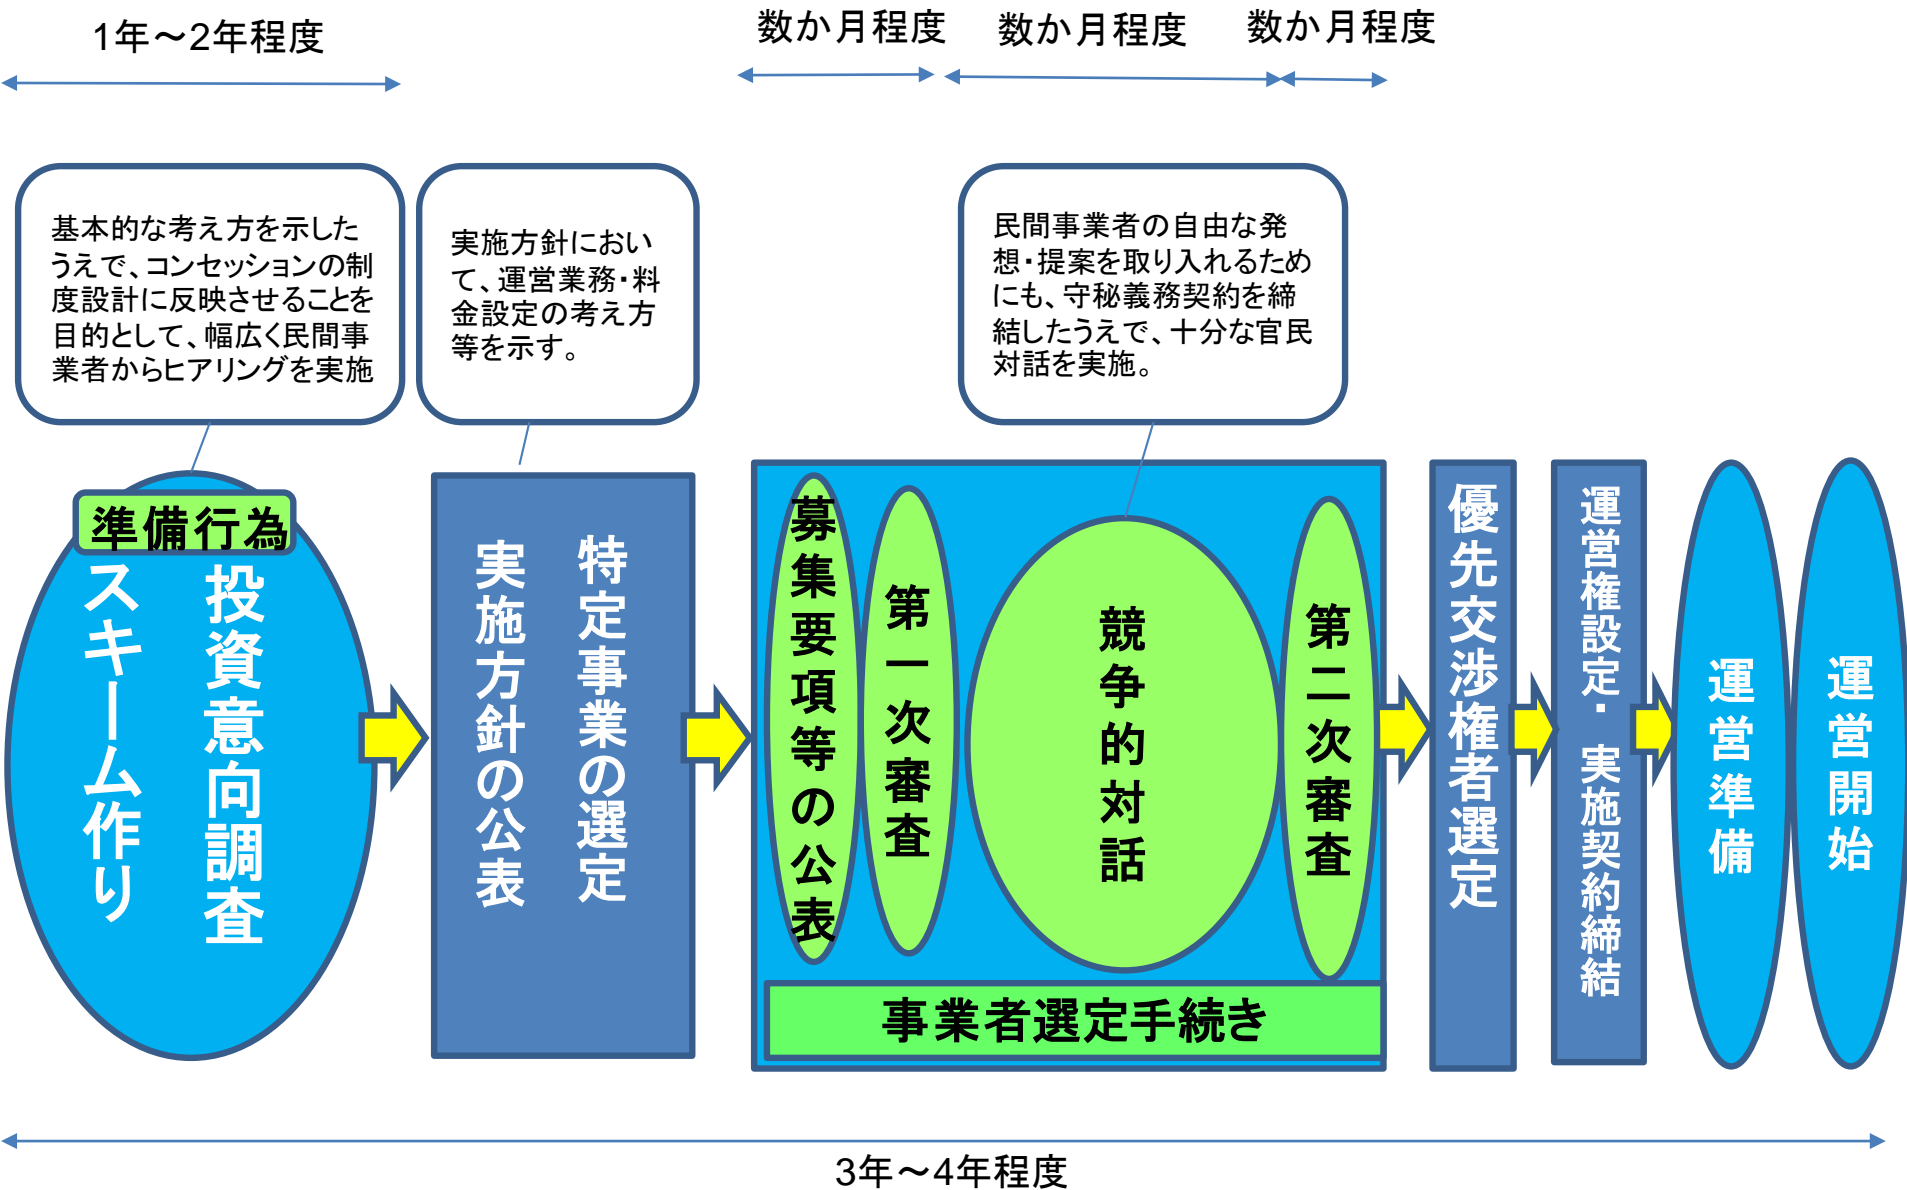 1年～2年程度
数か月程度
数か月程度
数か月程度
基本的な考え方を示した
うえで、コンセッションの制
度設計に反映させることを
目的として、幅広く民間事
業者からヒアリングを実施
実施方針におい
て、運営業務・料
金設定の考え方
等を示す。
民間事業者の自由な発
想・提案を取り入れるため
にも、守秘義務契約を締
結したうえで、十分な官民
対話を実施。
準備行為
投資意向調査
スキーム作り
特定事業の選定
実施方針の公表
募集要項等の公表
第一次審査
競争的対話
第二次審査
事業者選定手続き
優先交渉権者選定
運営権設定・実施契約締結
運営準備
運営開始
3年～4年程度